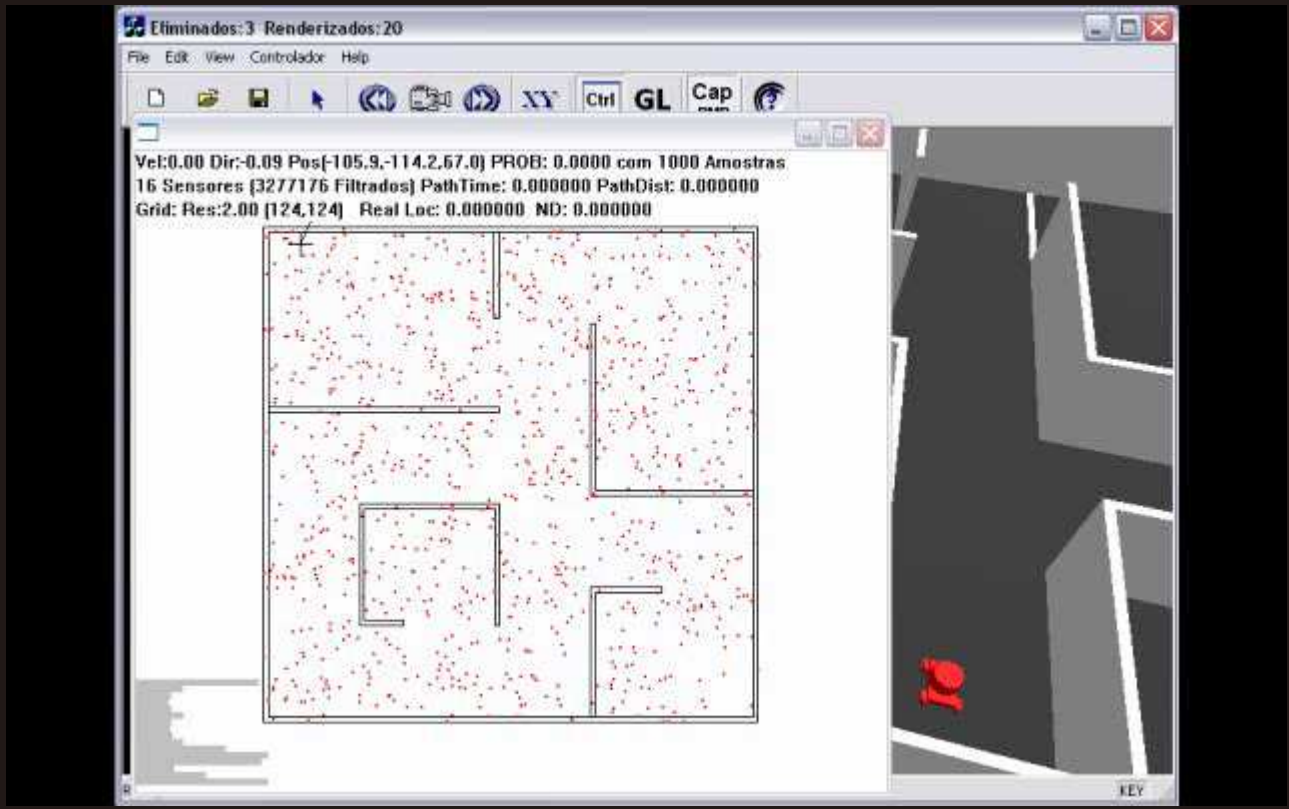 Eliminados:3 Renderizados:20
File Edit View Controlador Help
XY Ctrl GL Cap
Vel:0.00 Dir:-0.09 Pos(-105.9,-114.2,67.0) PROB: 0.0000 com 1000 Amostras
16 Sensores (3277176 Filtrados) PathTime: 0.000000 PathDist: 0.000000
Grid: Res:2.00 (124,124) Real Loc: 0.000000 ND: 0.000000
KEY